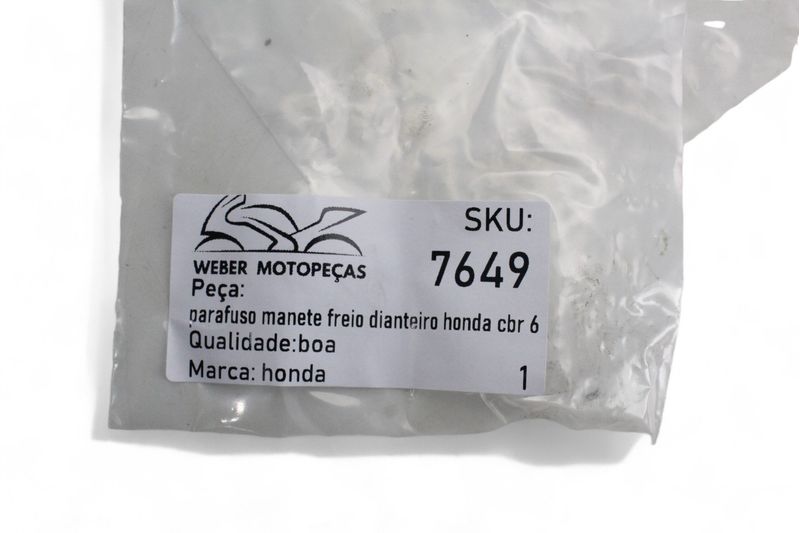 SKU:
WEBER MOTOPEÇAS
7649
Peça:
parafuso manete freio dianteiro honda cbr 6
Qualidade:boa
Marca: honda
1